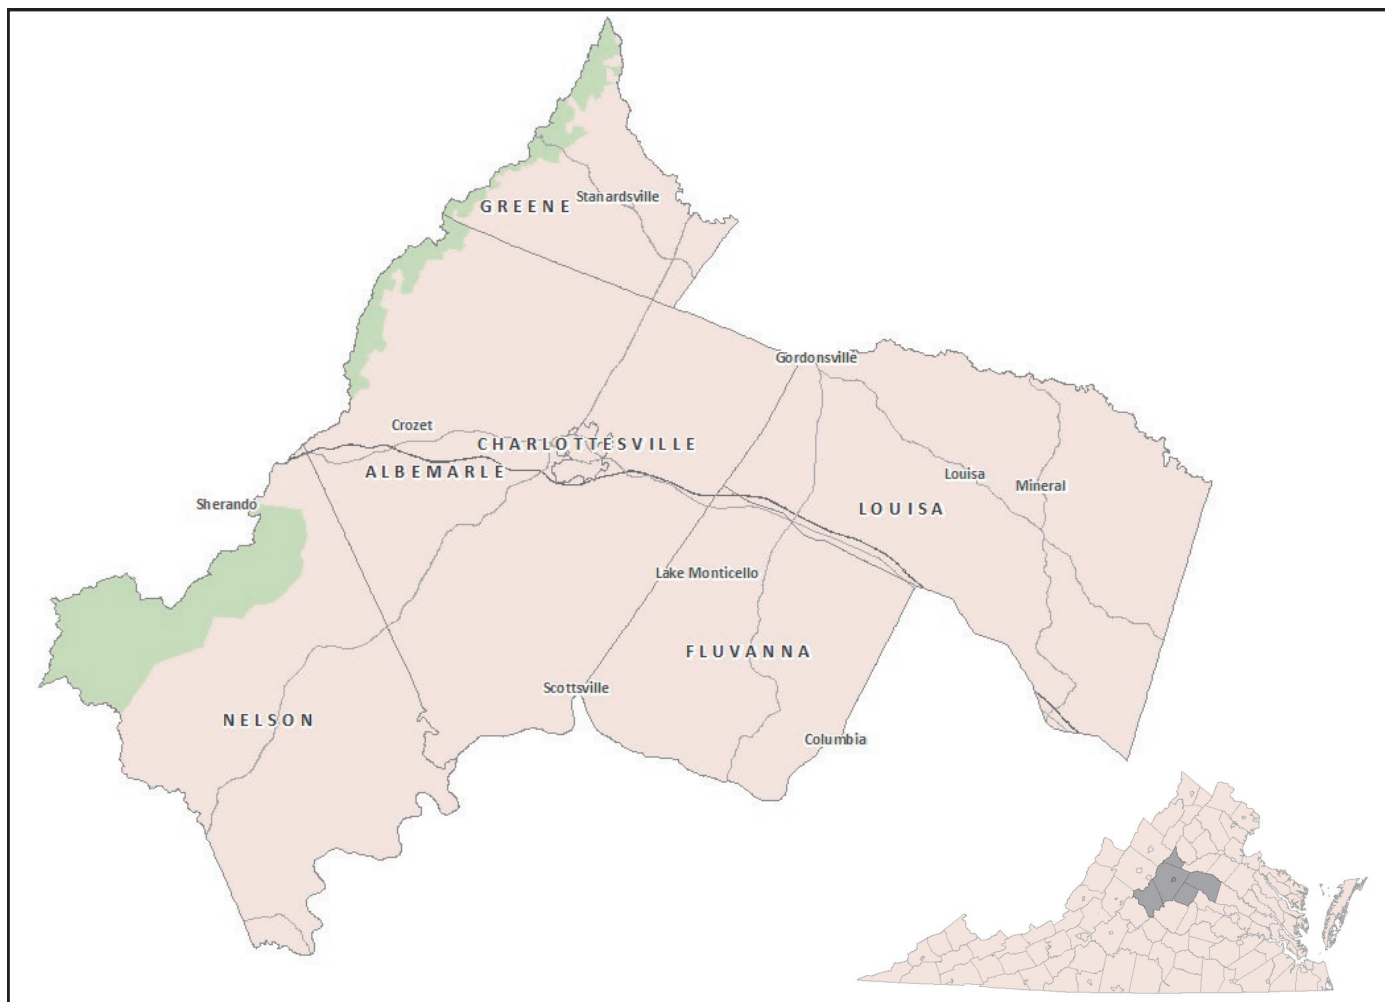 Stanardsville
GREENE
Gordonsville
Crozet
CHARLOTTESVILLE
ALBEMARLE
Louisa
Mineral
Sherando
LOUISA
Lake Monticello
FLUVANNA
Scottsville
NELSON
Columbia